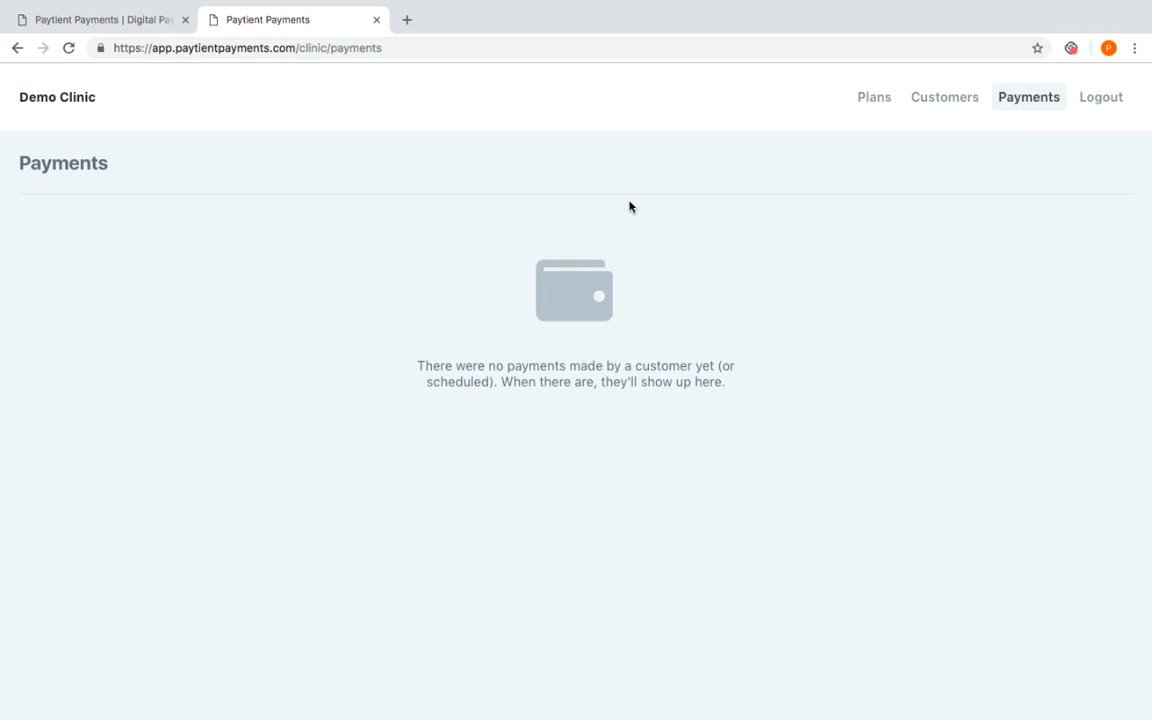 Paytient Payments | Digital Pay
Paytient Payments
https://app.paytientpayments.com/clinic/payments
P
Demo Clinic
Plans
Customers
Payments
Logout
Payments
There were no payments made by a customer yet (or
scheduled). When there are, they'll show up here.